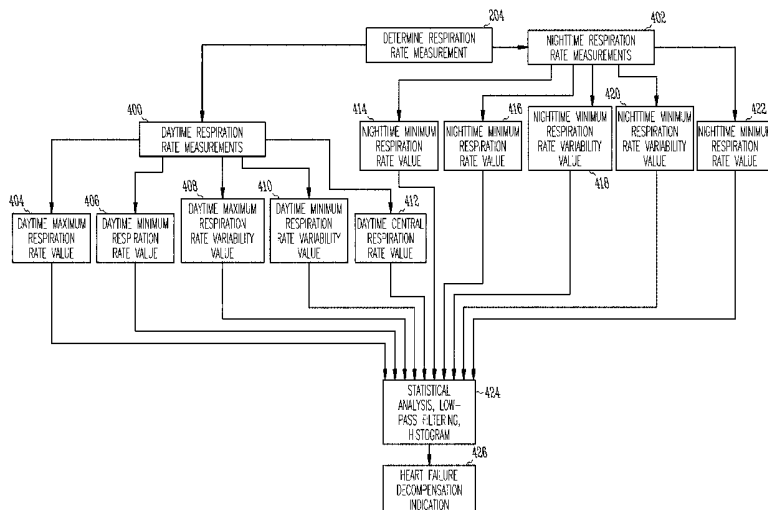 204
DETERMINE RESPIRATION
RATE MEASUREMENT
402
NIGHTTIME RESPIRATION
RATE MEASUREMENTS
400
DAYTIME RESPIRATION
RATE MEASUREMENTS
414
NIGHTTIME MINIMUM
RESPIRATION
RATE VALUE
416
NIGHTTIME MINIMUM
RESPIRATION
RATE VALUE
NIGHTTIME MINIMUM
RESPIRATION
RATE VARIABILITY
VALUE
418
420
NIGHTTIME MINIMUM
RESPIRATION
RATE VARIABILITY
VALUE
422
NIGHTTIME MINIMUM
RESPIRATION
RATE VALUE
404
DAYTIME MAXIMUM
RESPIRATION
RATE VALUE
406
DAYTIME MINIMUM
RESPIRATION
RATE VALUE
408
DAYTIME MAXIMUM
RESPIRATION
RATE VARIABILITY
VALUE
410
DAYTIME MINIMUM
RESPIRATION
RATE VARIABILITY
VALUE
412
DAYTIME CENTRAL
RESPIRATION
RATE VALUE
STATISTICAL
ANALYSIS, LOW-
PASS FILTERING,
HISTOGRAM
424
426
HEART FAILURE
DECOMPENSATION
INDICATION